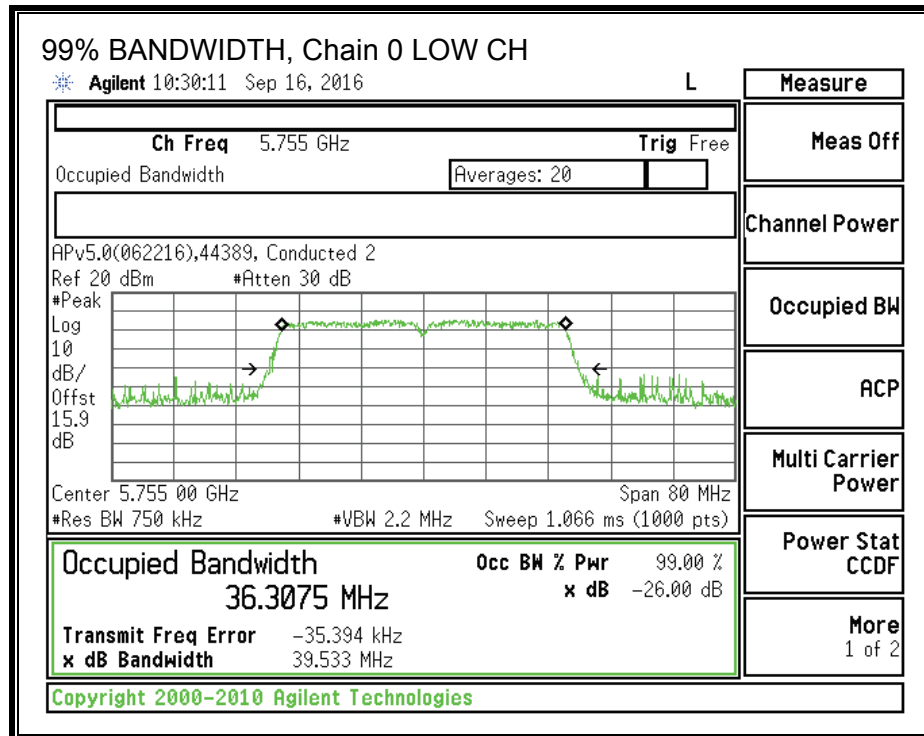 99% BANDWIDTH, Chain 0 LOW CH
Agilent 10:30:11 Sep 16, 2016 L
Measure
Ch Freq 5.755 GHz Trig Free
Occupied Bandwidth Averages: 20
APv5.0(062216),44389, Conducted 2
Ref 20 dBm #Atten 30 dB
#Peak
Log
10
dB/
Offst
15.9
dB
Center 5.755 00 GHz Span 80 MHz
#Res BW 750 kHz #VBW 2.2 MHz Sweep 1.066 ms (1000 pts)
Occupied Bandwidth Occ BW % Pwr 99.00 %
36.3075 MHz x dB -26.00 dB
Transmit Freq Error -35.394 kHz
x dB Bandwidth 39.533 MHz
Copyright 2000-2010 Agilent Technologies
Meas Off
Channel Power
Occupied BW
ACP
Multi Carrier
Power
Power Stat
CCDF
More
1 of 2